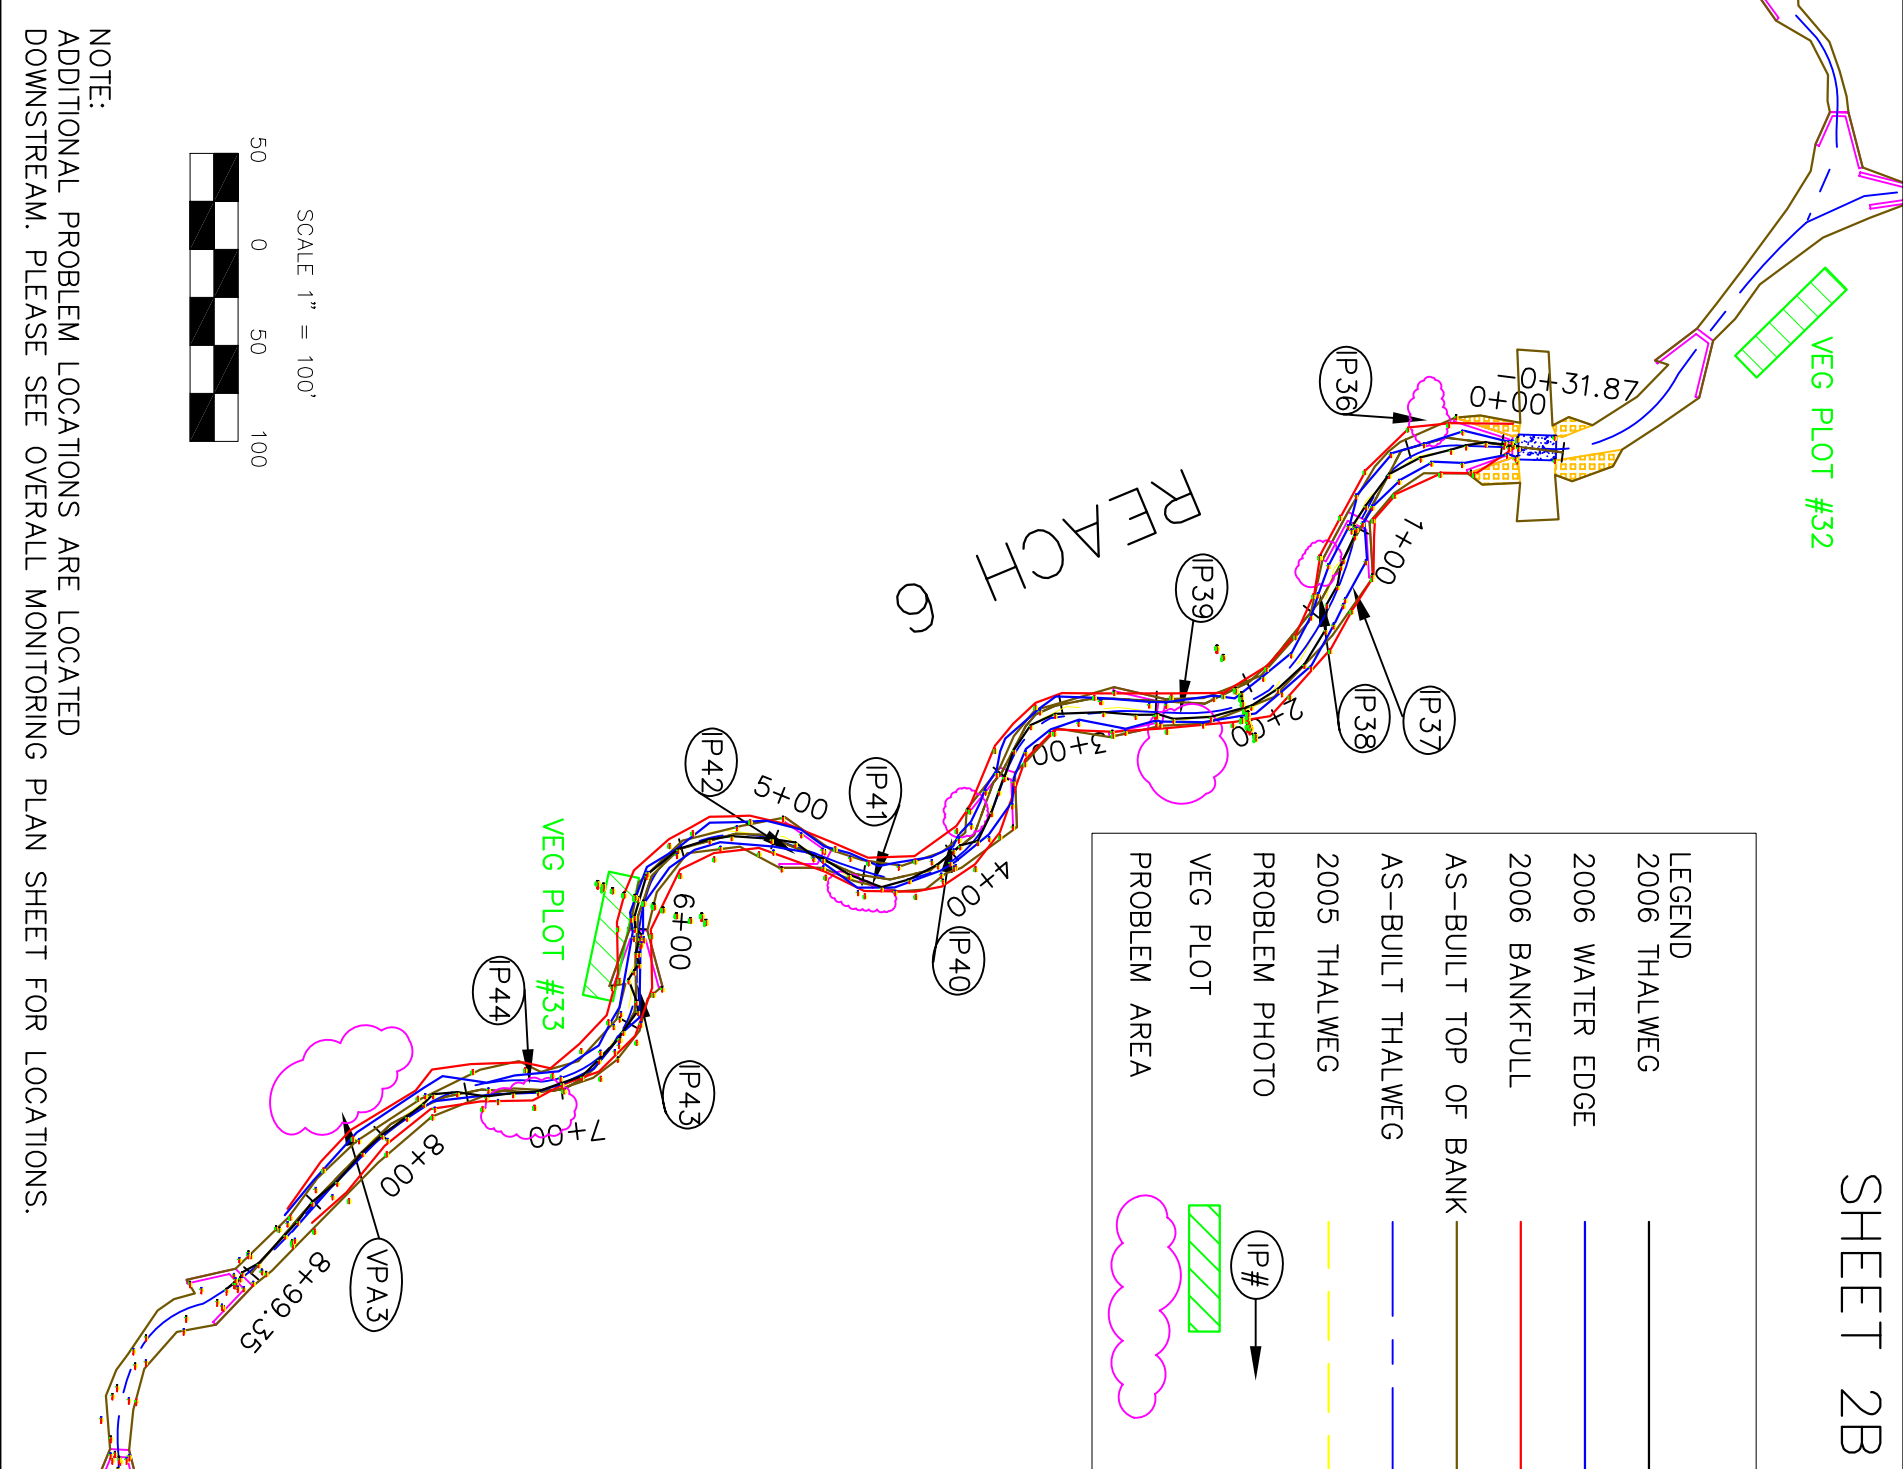 SHEET 2B
VEG PLOT #32
-0+31.87
0+00
IP36
1+00
IP37
IP38
REACH 6
IP39
2+00
3+00
IP40
4+00
IP41
5+00
IP42
6+00
VEG PLOT #33
IP43
IP44
7+00
8+00
VPA3
8+99.35
LEGEND
2006 THALWEG
2006 WATER EDGE
2006 BANKFULL
AS-BUILT TOP OF BANK
AS-BUILT THALWEG
2005 THALWEG
PROBLEM PHOTO
IP#
VEG PLOT
PROBLEM AREA
SCALE 1" = 100'
50 0 50 100
NOTE:
ADDITIONAL PROBLEM LOCATIONS ARE LOCATED
DOWNSTREAM. PLEASE SEE OVERALL MONITORING PLAN SHEET FOR LOCATIONS.